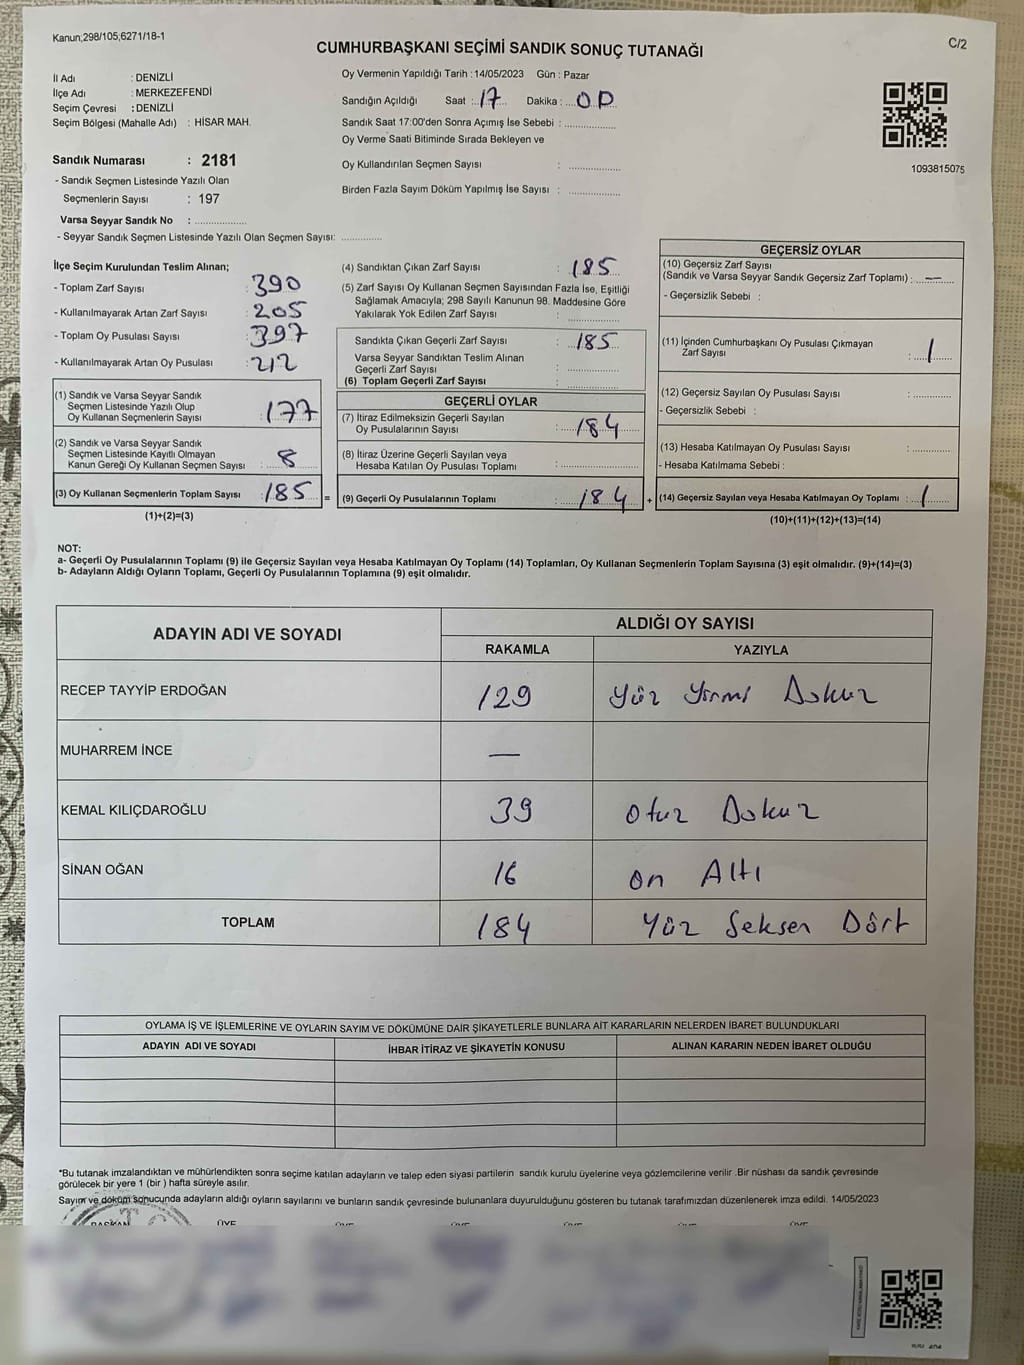 Kanun;298/105;6271/18-1
C/2
CUMHURBAŞKANI SEÇİMİ SANDIK SONUÇ TUTANAĞI
İl Adı : DENİZLİ
İlçe Adı : MERKEZEFENDİ
Seçim Çevresi : DENİZLİ
Seçim Bölgesi (Mahalle Adı) : HİSAR MAH.
Oy Vermenin Yapıldığı Tarih : 14/05/2023 Gün : Pazar
Sandığın Açıldığı Saat : 17 Dakika :
Sandık Saat 17:00'den Sonra Açımış İse Sebebi :
Oy Verme Saati Bitiminde Sırada Bekleyen ve
Oy Kullandırılan Seçmen Sayısı :
Birden Fazla Sayım Döküm Yapılmış İse Sayısı :
1093815075
Sandık Numarası : 2181
- Sandık Seçmen Listesinde Yazılı Olan
Seçmenlerin Sayısı : 197
Varsa Seyyar Sandık No :
- Seyyar Sandık Seçmen Listesinde Yazılı Olan Seçmen Sayısı:
İlçe Seçim Kurulundan Teslim Alınan;
- Toplam Zarf Sayısı : 390
- Kullanılmayarak Artan Zarf Sayısı : 205
- Toplam Oy Pusulası Sayısı : 397
- Kullanılmayarak Artan Oy Pusulası : 212
(1) Sandık ve Varsa Seyyar Sandık
Seçmen Listesinde Yazılı Olup
Oy Kullanan Seçmenlerin Sayısı : 177
(2) Sandık ve Varsa Seyyar Sandık
Seçmen Listesinde Kayıtlı Olmayan
Kanun Gereği Oy Kullanan Seçmen Sayısı : 8
(3) Oy Kullanan Seçmenlerin Toplam Sayısı : 185 =
(1)+(2)=(3)
(4) Sandıktan Çıkan Zarf Sayısı : 185
(5) Zarf Sayısı Oy Kullanan Seçmen Sayısından Fazla İse, Eşitliği
Sağlamak Amacıyla; 298 Sayılı Kanunun 98. Maddesine Göre
Yakılarak Yok Edilen Zarf Sayısı :
Sandıkta Çıkan Geçerli Zarf Sayısı : 185
Varsa Seyyar Sandıktan Teslim Alınan
Geçerli Zarf Sayısı :
(6) Toplam Geçerli Zarf Sayısı :
GEÇERLİ OYLAR
(7) İtiraz Edilmeksizin Geçerli Sayılan
Oy Pusulalarının Sayısı : 184
(8) İtiraz Üzerine Geçerli Sayılan veya
Hesaba Katılan Oy Pusulası Toplamı :
(9) Geçerli Oy Pusulalarının Toplamı : 184 +
GEÇERSİZ OYLAR
(10) Geçersiz Zarf Sayısı
(Sandık ve Varsa Seyyar Sandık Geçersiz Zarf Toplamı) : —
- Geçersizlik Sebebi :
(11) İçinden Cumhurbaşkanı Oy Pusulası Çıkmayan
Zarf Sayısı : 1
(12) Geçersiz Sayılan Oy Pusulası Sayısı :
- Geçersizlik Sebebi :
(13) Hesaba Katılmayan Oy Pusulası Sayısı :
- Hesaba Katılmama Sebebi :
(14) Geçersiz Sayılan veya Hesaba Katılmayan Oy Toplamı : 1
(10)+(11)+(12)+(13)=(14)
NOT:
a- Geçerli Oy Pusulalarının Toplamı (9) ile Geçersiz Sayılan veya Hesaba Katılmayan Oy Toplamı (14) Toplamları, Oy Kullanan Seçmenlerin Toplam Sayısına (3) eşit olmalıdır. (9)+(14)=(3)
b- Adayların Aldığı Oyların Toplamı, Geçerli Oy Pusulalarının Toplamına (9) eşit olmalıdır.
ADAYIN ADI VE SOYADI
ALDIĞI OY SAYISI
RAKAMLA YAZIYLA
RECEP TAYYİP ERDOĞAN 129 Yüz Yirmi Dokuz
MUHARREM İNCE —
KEMAL KILIÇDAROĞLU 39 Otuz Dokuz
SİNAN OĞAN 16 On Altı
TOPLAM 184 Yüz Seksen Dört
OYLAMA İŞ VE İŞLEMLERİNE VE OYLARIN SAYIM VE DÖKÜMÜNE DAİR ŞİKAYETLERLE BUNLARA AİT KARARLARIN NELERDEN İBARET BULUNDUKLARI
ADAYIN ADI VE SOYADI İHBAR İTİRAZ VE ŞİKAYETİN KONUSU ALINAN KARARIN NEDEN İBARET OLDUĞU
*Bu tutanak imzalandıktan ve mühürlendikten sonra seçime katılan adayların ve talep eden siyasi partilerin sandık kurulu üyelerine veya gözlemcilerine verilir .Bir nüshası da sandık çevresinde
görülecek bir yere 1 (bir ) hafta süreyle asılır.
Sayım ve döküm sonucunda adayların aldığı oyların sayılarını ve bunların sandık çevresinde bulunanlara duyurulduğunu gösteren bu tutanak tarafımızdan düzenlenerek imza edildi. 14/05/2023
BAŞKAN ÜYE ÜYE ÜYE ÜYE ÜYE ÜYE